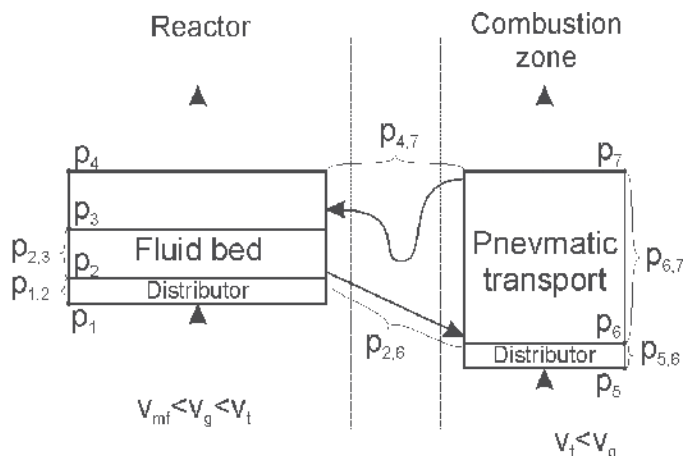 Reactor
Combustion
zone
p4,7
p4
p7
p3
p2,3
Fluid bed
Pnevmatic
transport
p6,7
p2
p1,2
Distributor
p1
p2,6
p6
Distributor
p5,6
p5
vmf<vg<vt
vt<vg